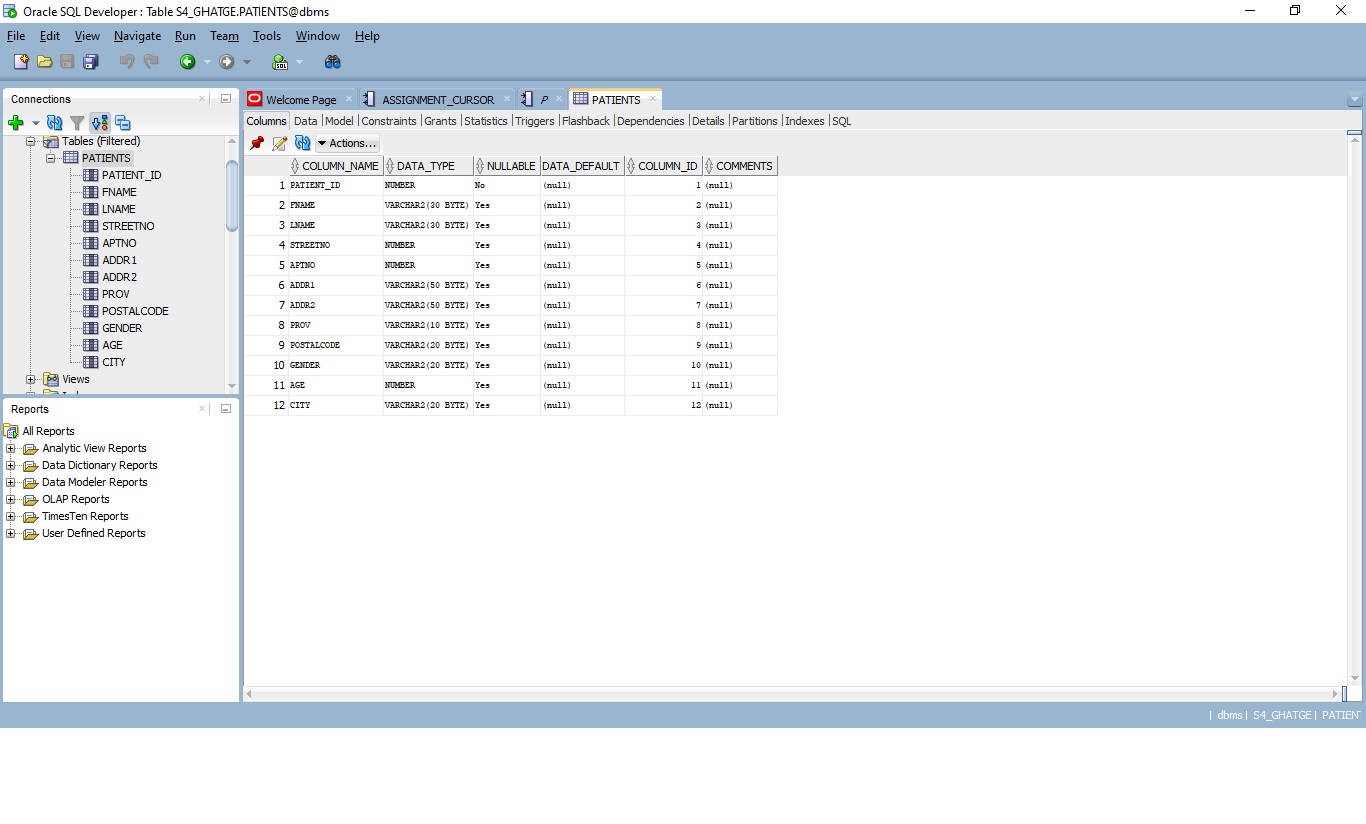 Oracle SQL Developer : Table S4_GHATGE.PATIENTS@dbms
File Edit View Navigate Run Team Tools Window Help
Connections
Tables (Filtered)
PATIENTS
PATIENT_ID
FNAME
LNAME
STREETNO
APTNO
ADDR1
ADDR2
PROV
POSTALCODE
GENDER
AGE
CITY
Views
Reports
All Reports
Analytic View Reports
Data Dictionary Reports
Data Modeler Reports
OLAP Reports
TimesTen Reports
User Defined Reports
Welcome Page ASSIGNMENT_CURSOR P PATIENTS
Columns Data |Model |Constraints |Grants |Statistics |Triggers |Flashback |Dependencies |Details |Partitions |Indexes |SQL
Actions...
COLUMN_NAME DATA_TYPE NULLABLE DATA_DEFAULT COLUMN_ID COMMENTS
1 PATIENT_ID NUMBER No (null) 1 (null)
2 FNAME VARCHAR2(30 BYTE) Yes (null) 2 (null)
3 LNAME VARCHAR2(30 BYTE) Yes (null) 3 (null)
4 STREETNO NUMBER Yes (null) 4 (null)
5 APTNO NUMBER Yes (null) 5 (null)
6 ADDR1 VARCHAR2(50 BYTE) Yes (null) 6 (null)
7 ADDR2 VARCHAR2(50 BYTE) Yes (null) 7 (null)
8 PROV VARCHAR2(10 BYTE) Yes (null) 8 (null)
9 POSTALCODE VARCHAR2(20 BYTE) Yes (null) 9 (null)
10 GENDER VARCHAR2(20 BYTE) Yes (null) 10 (null)
11 AGE NUMBER Yes (null) 11 (null)
12 CITY VARCHAR2(20 BYTE) Yes (null) 12 (null)
| dbms | S4_GHATGE | PATIENT